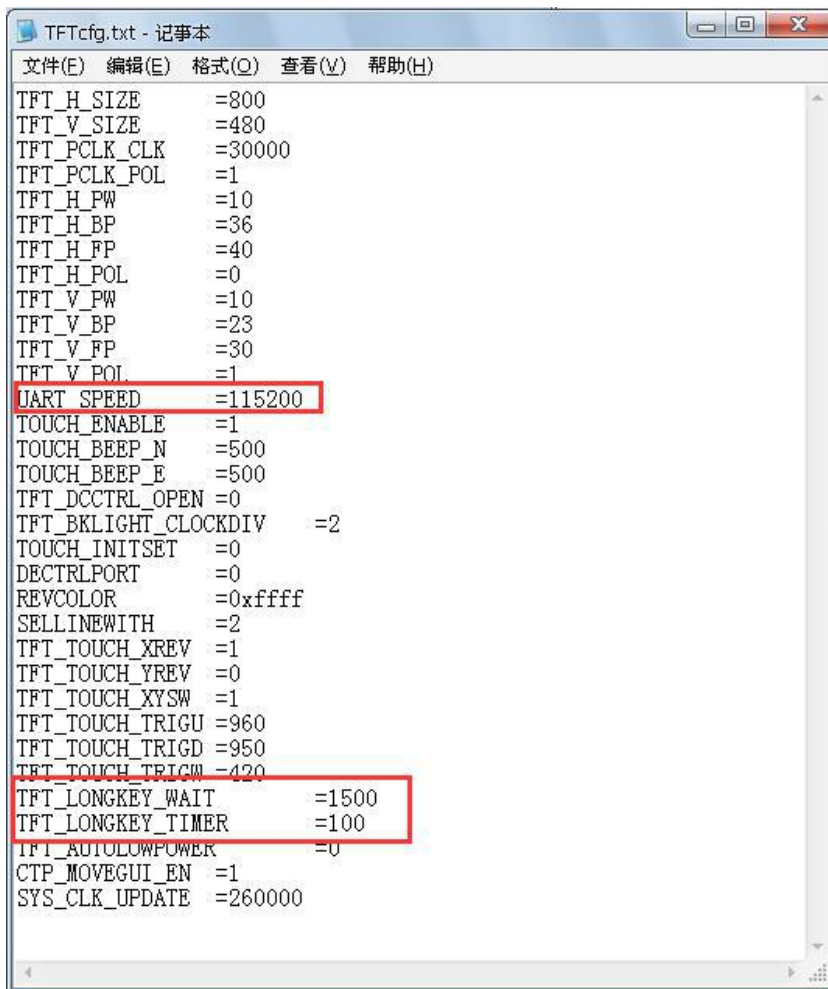 TFTcfg.txt - 记事本
文件(F) 编辑(E) 格式(O) 查看(V) 帮助(H)
TFT_H_SIZE =800
TFT_V_SIZE =480
TFT_PCLK_CLK =30000
TFT_PCLK_POL =1
TFT_H_PW =10
TFT_H_BP =36
TFT_H_FP =40
TFT_H_POL =0
TFT_V_PW =10
TFT_V_BP =23
TFT_V_FP =30
TFT_V_POL =1
UART_SPEED =115200
TOUCH_ENABLE =1
TOUCH_BEEP_N =500
TOUCH_BEEP_E =500
TFT_DCCTRL_OPEN =0
TFT_BKLIGHT_CLOCKDIV =2
TOUCH_INITSET =0
DECTRLPORT =0
REVCOLOR =0xffff
SELLINEWITH =2
TFT_TOUCH_XREV =1
TFT_TOUCH_YREV =0
TFT_TOUCH_XYSW =1
TFT_TOUCH_TRIGU =960
TFT_TOUCH_TRIGD =950
TFT_TOUCH_TRIGW =420
TFT_LONGKEY_WAIT =1500
TFT_LONGKEY_TIMER =100
TFT_AUTOLOWPOWER =0
CTP_MOVEGUI_EN =1
SYS_CLK_UPDATE =260000